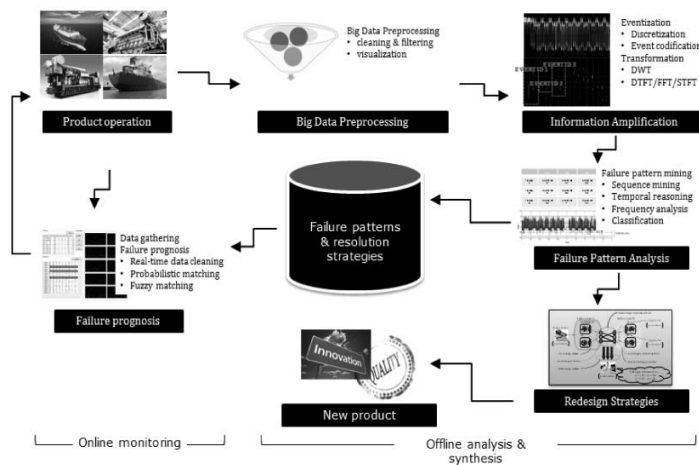 Big Data Preprocessing
• cleaning & filtering
• visualization
Eventization
• Discretization
• Event codification
Transformation
• DWT
• DTFT/FFT/STFT
EVENTID1
EVENTID3
EVENTID2
Product operation
Big Data Preprocessing
Information Amplification
Failure patterns
& resolution
strategies
Failure pattern mining
• Sequence mining
• Temporal reasoning
• Frequency analysis
• Classification
Failure Pattern Analysis
Data gathering
Failure prognosis
• Real-time data cleaning
• Probabilistic matching
• Fuzzy matching
Failure prognosis
Innovation
QUALITY
New product
Redesign Strategies
Online monitoring
Offline analysis &
synthesis